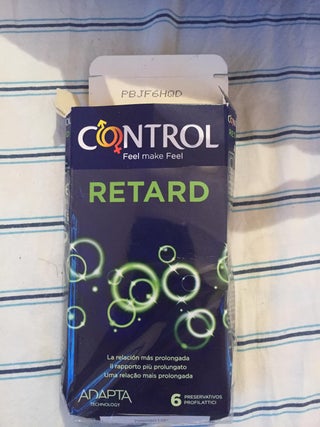 PBJF6HQD
CONTROL
Feel make Feel
RETARD
La relación más prolongada
Il rapporto più prolungato
Uma relação mais prolongada
ADAPTA
TECHNOLOGY
6 PRESERVATIVOS
PROFILATTICI